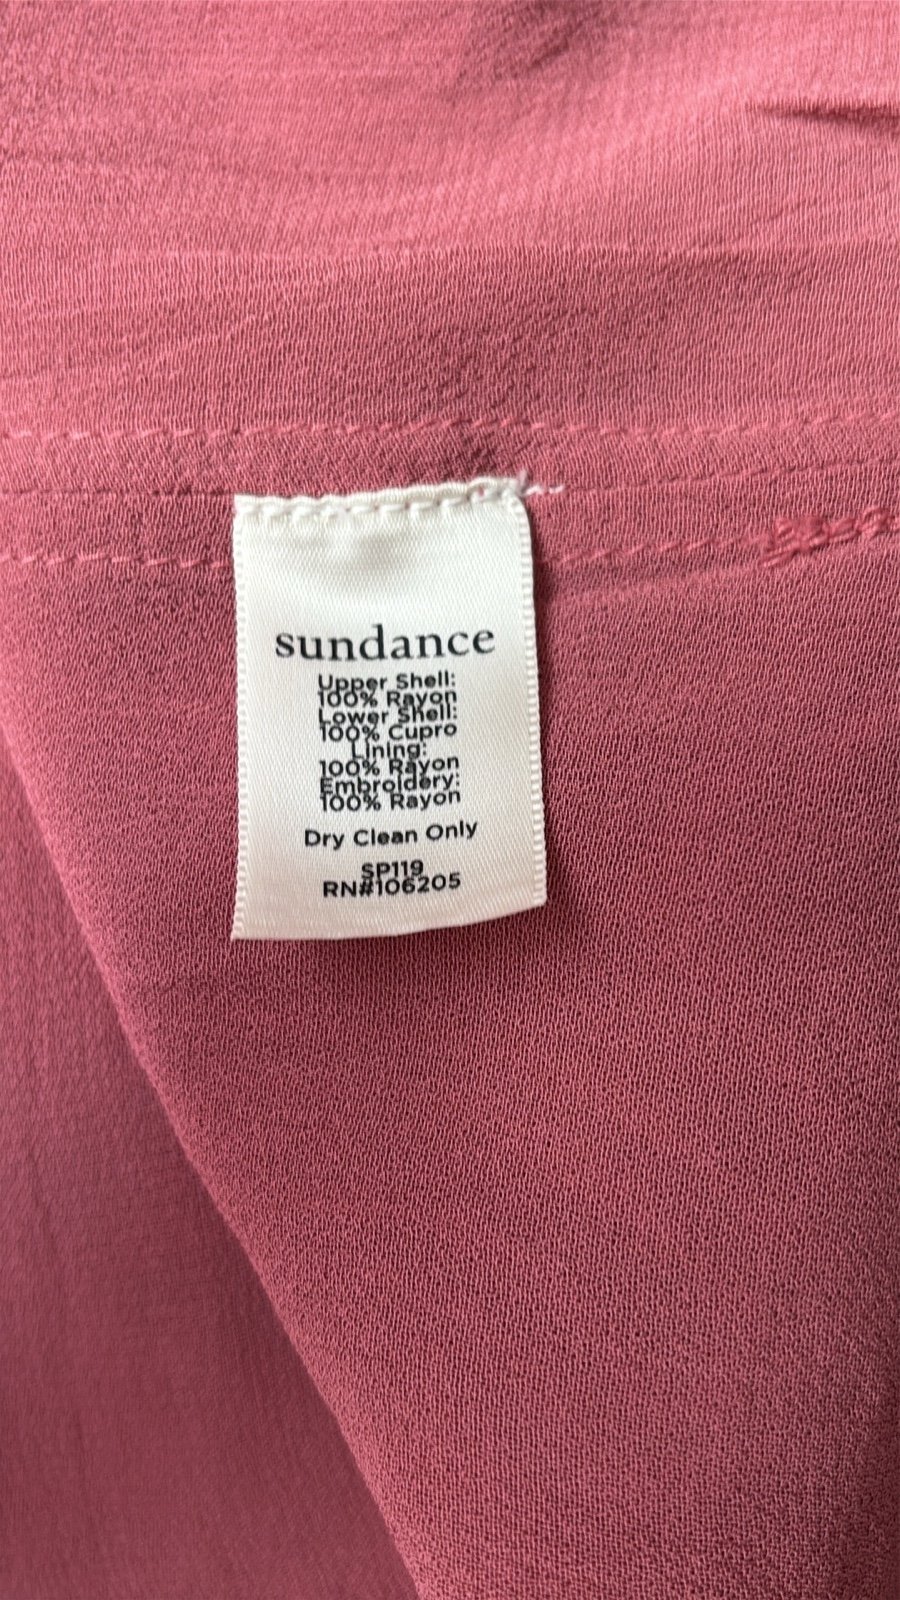 sundance
Upper Shell:
100% Rayon
Lower Shell:
100% Cupro
Lining:
100% Rayon
Embroidery:
100% Rayon
Dry Clean Only
SP119
RN#106205